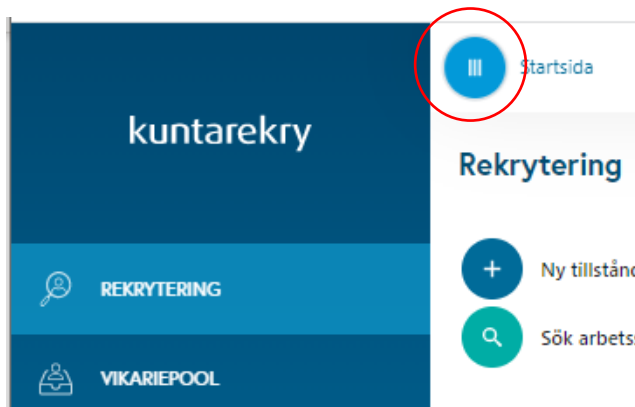 kuntarekry
REKRYTERING
VIKARIEPOOL
Startsida
Rekrytering
Ny tillstånd
Sök arbets